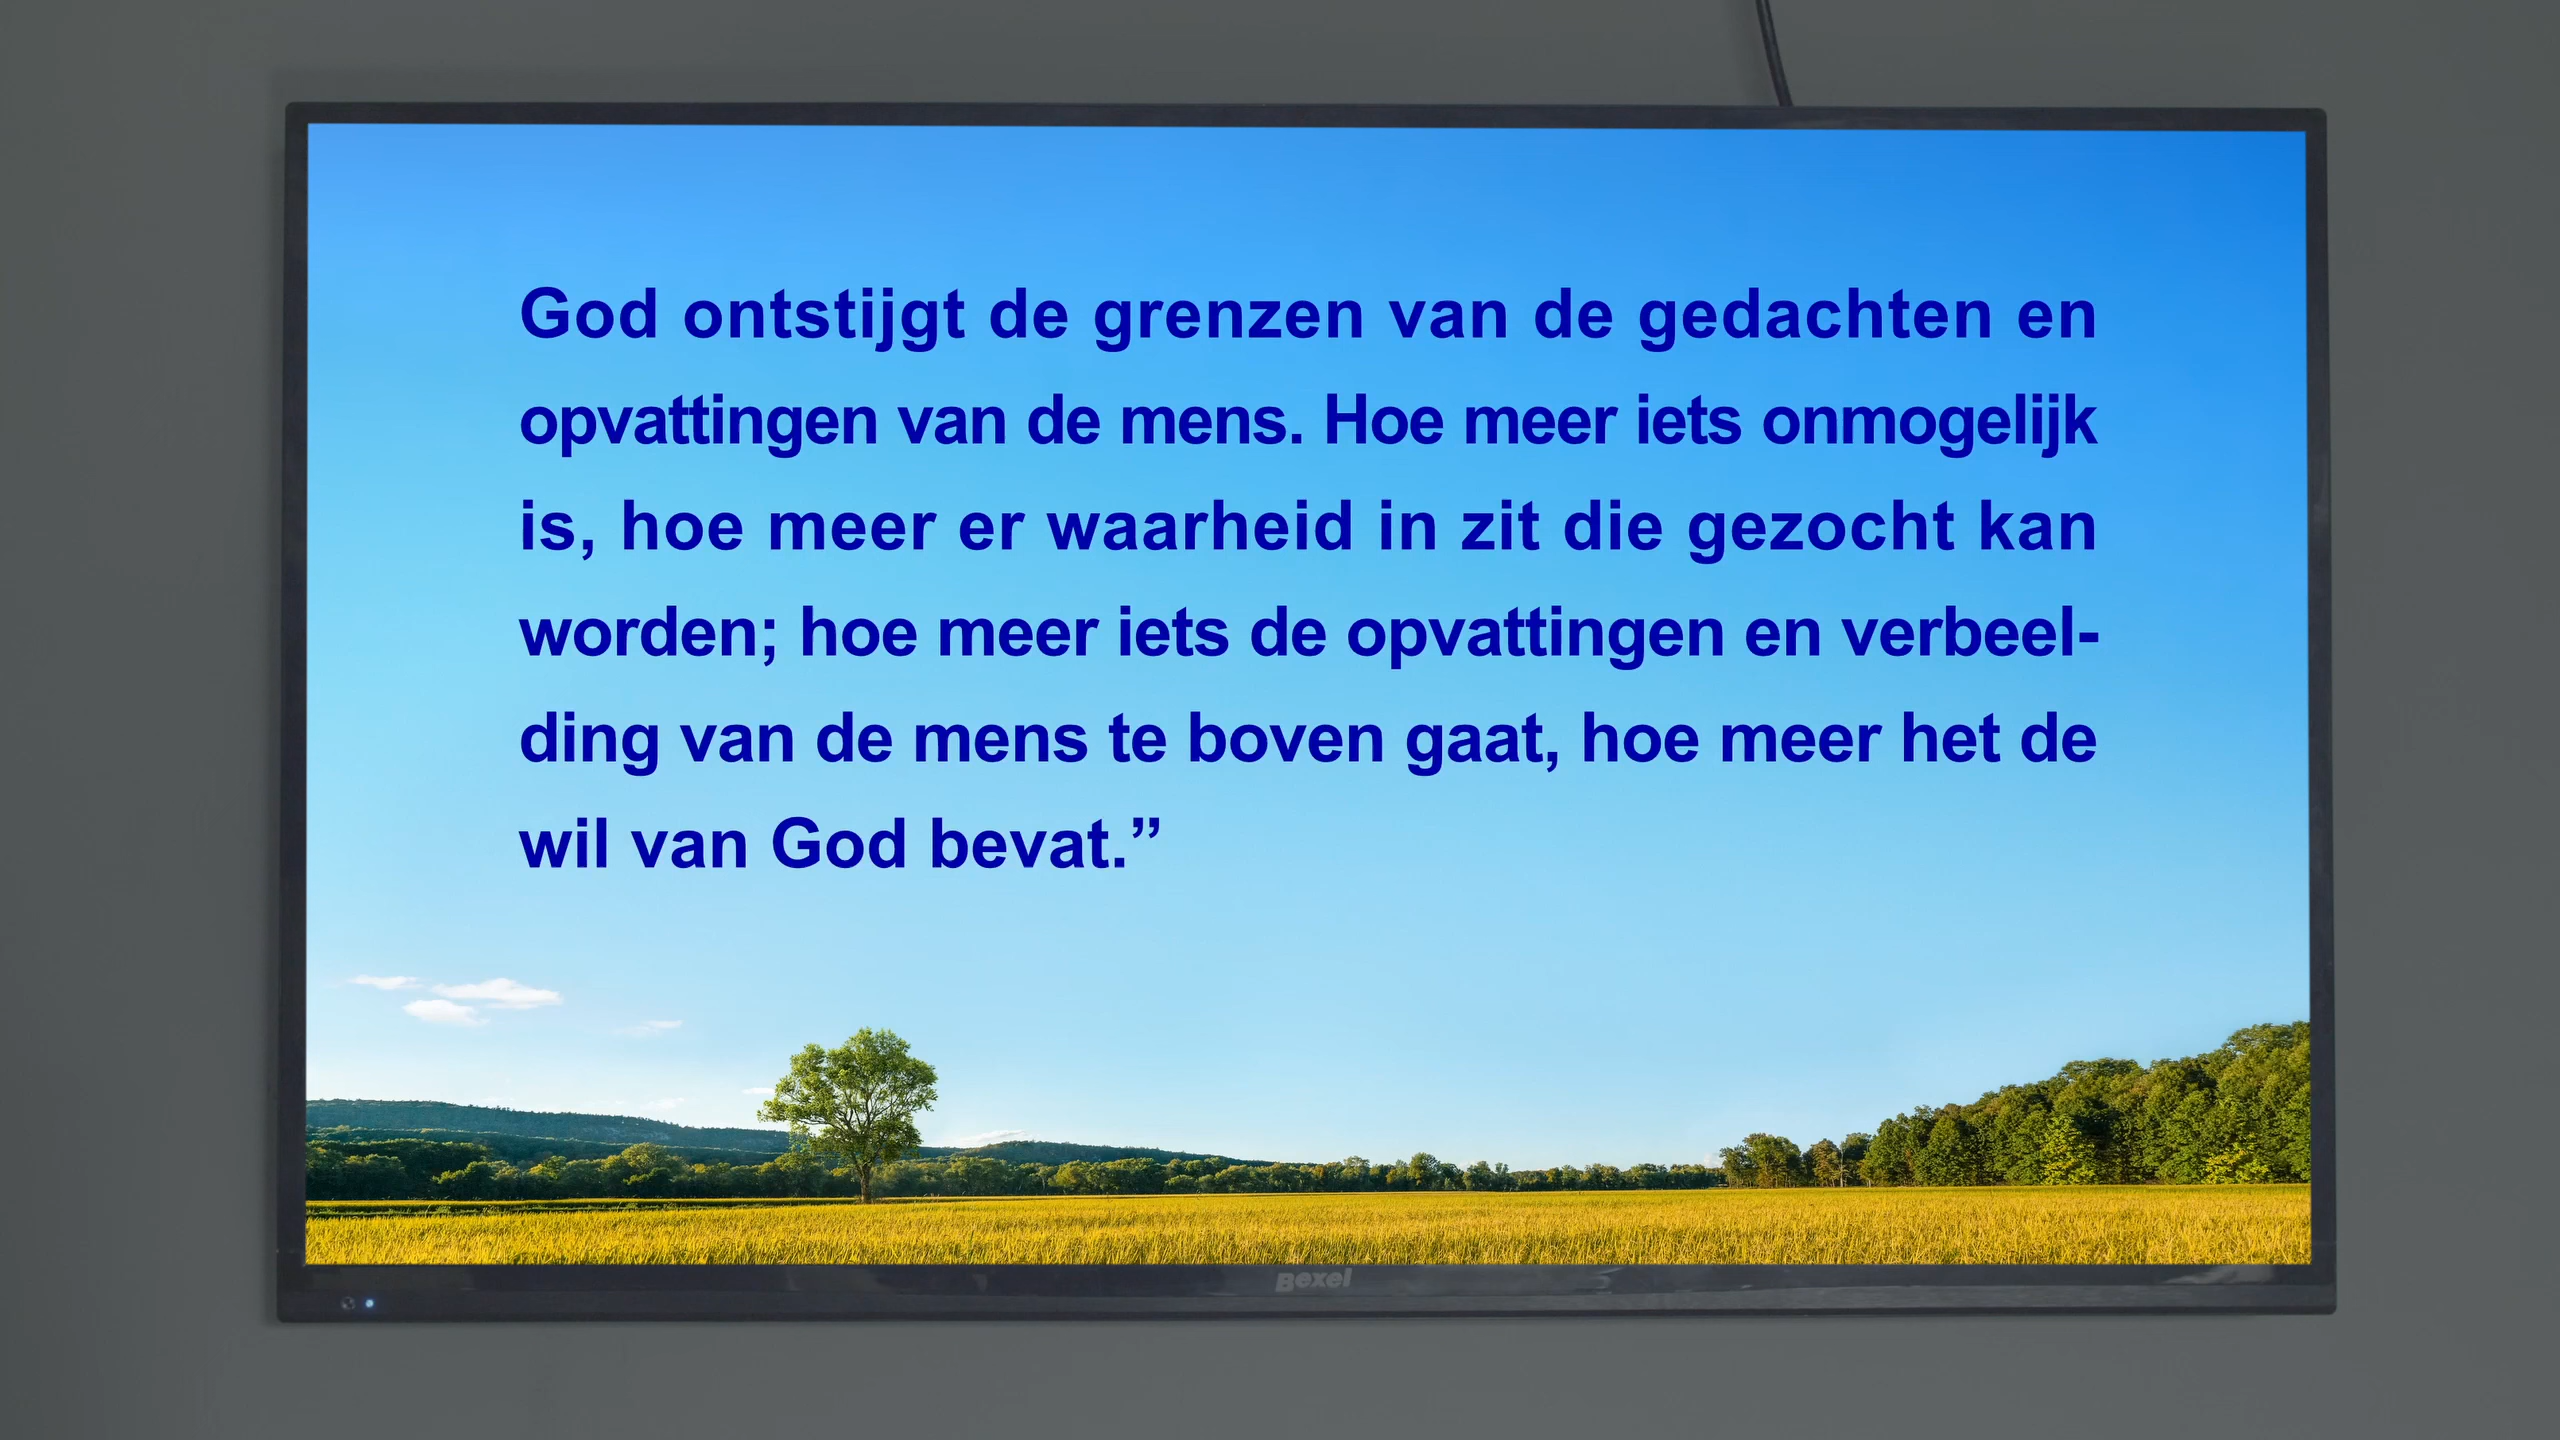 God ontstijgt de grenzen van de gedachten en
opvattingen van de mens. Hoe meer iets onmogelijk
is, hoe meer er waarheid in zit die gezocht kan
worden; hoe meer iets de opvattingen en verbeel-
ding van de mens te boven gaat, hoe meer het de
wil van God bevat.”
Bexel